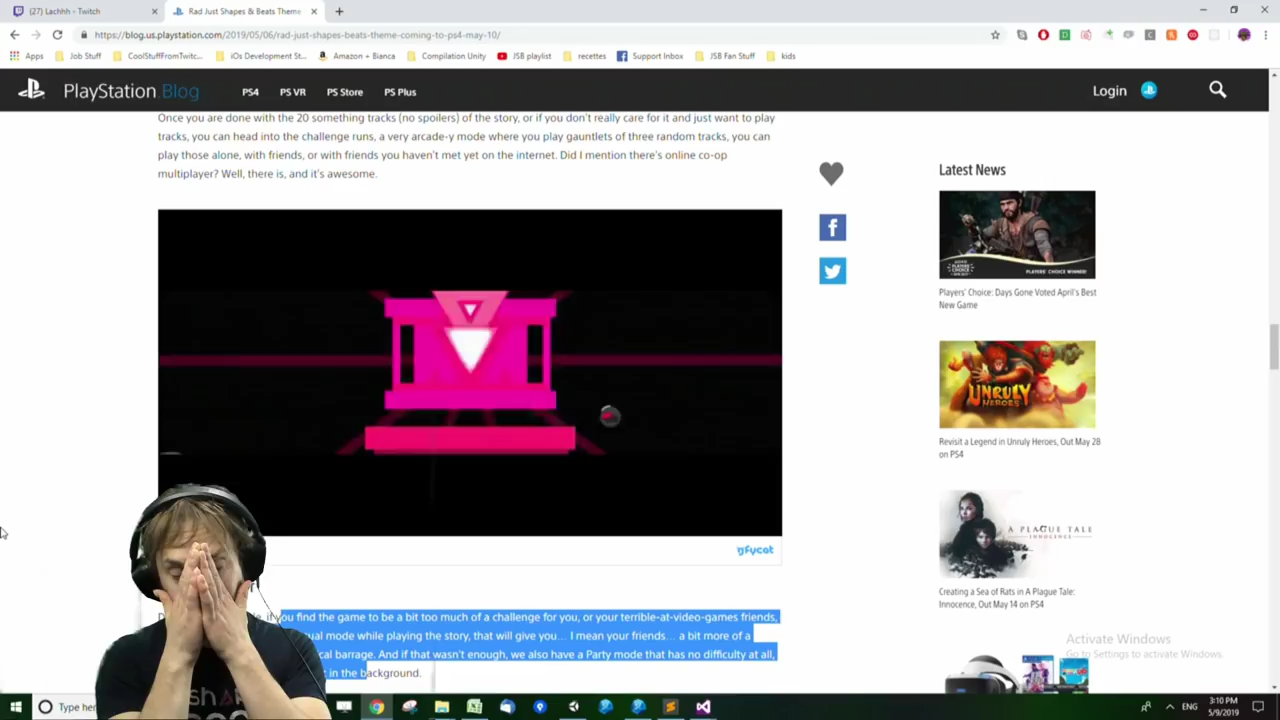 (27) Lachhh - Twitch
Rad Just Shapes & Beats Theme
https://blog.us.playstation.com/2019/05/06/rad-just-shapes-beats-theme-coming-to-ps4-may-10/
Apps Job Stuff CoolStuffFromTwitc... iOs Development St... Amazon + Bianca Compilation Unity JSB playlist recettes Support Inbox JSB Fan Stuff kids
PlayStation.Blog PS4 PS VR PS Store PS Plus Login
Once you are done with the 20 something tracks (no spoilers) of the story, or if you don't really care for it and just want to play
tracks, you can head into the challenge runs, a very arcade-y mode where you play gauntlets of three random tracks, you can
play those alone, with friends, or with friends you haven't met yet on the internet. Did I mention there's online co-op
multiplayer? Well, there is, and it's awesome.
gfycat
if you find the game to be a bit too much of a challenge for you, or your terrible-at-video-games friends,
ual mode while playing the story, that will give you... I mean your friends... a bit more of a
cal barrage. And if that wasn't enough, we also have a Party mode that has no difficulty at all,
in the background.
Latest News
PLAYERS' CHOICE WINNER!
Players' Choice: Days Gone Voted April's Best
New Game
UNRULY
HEROES
Revisit a Legend in Unruly Heroes, Out May 28
on PS4
A PLAGUE TALE
INNOCENCE
Creating a Sea of Rats in A Plague Tale:
Innocence, Out May 14 on PS4
Activate Windows
Go to Settings to activate Windows.
Type her
ENG
3:10 PM
5/9/2019